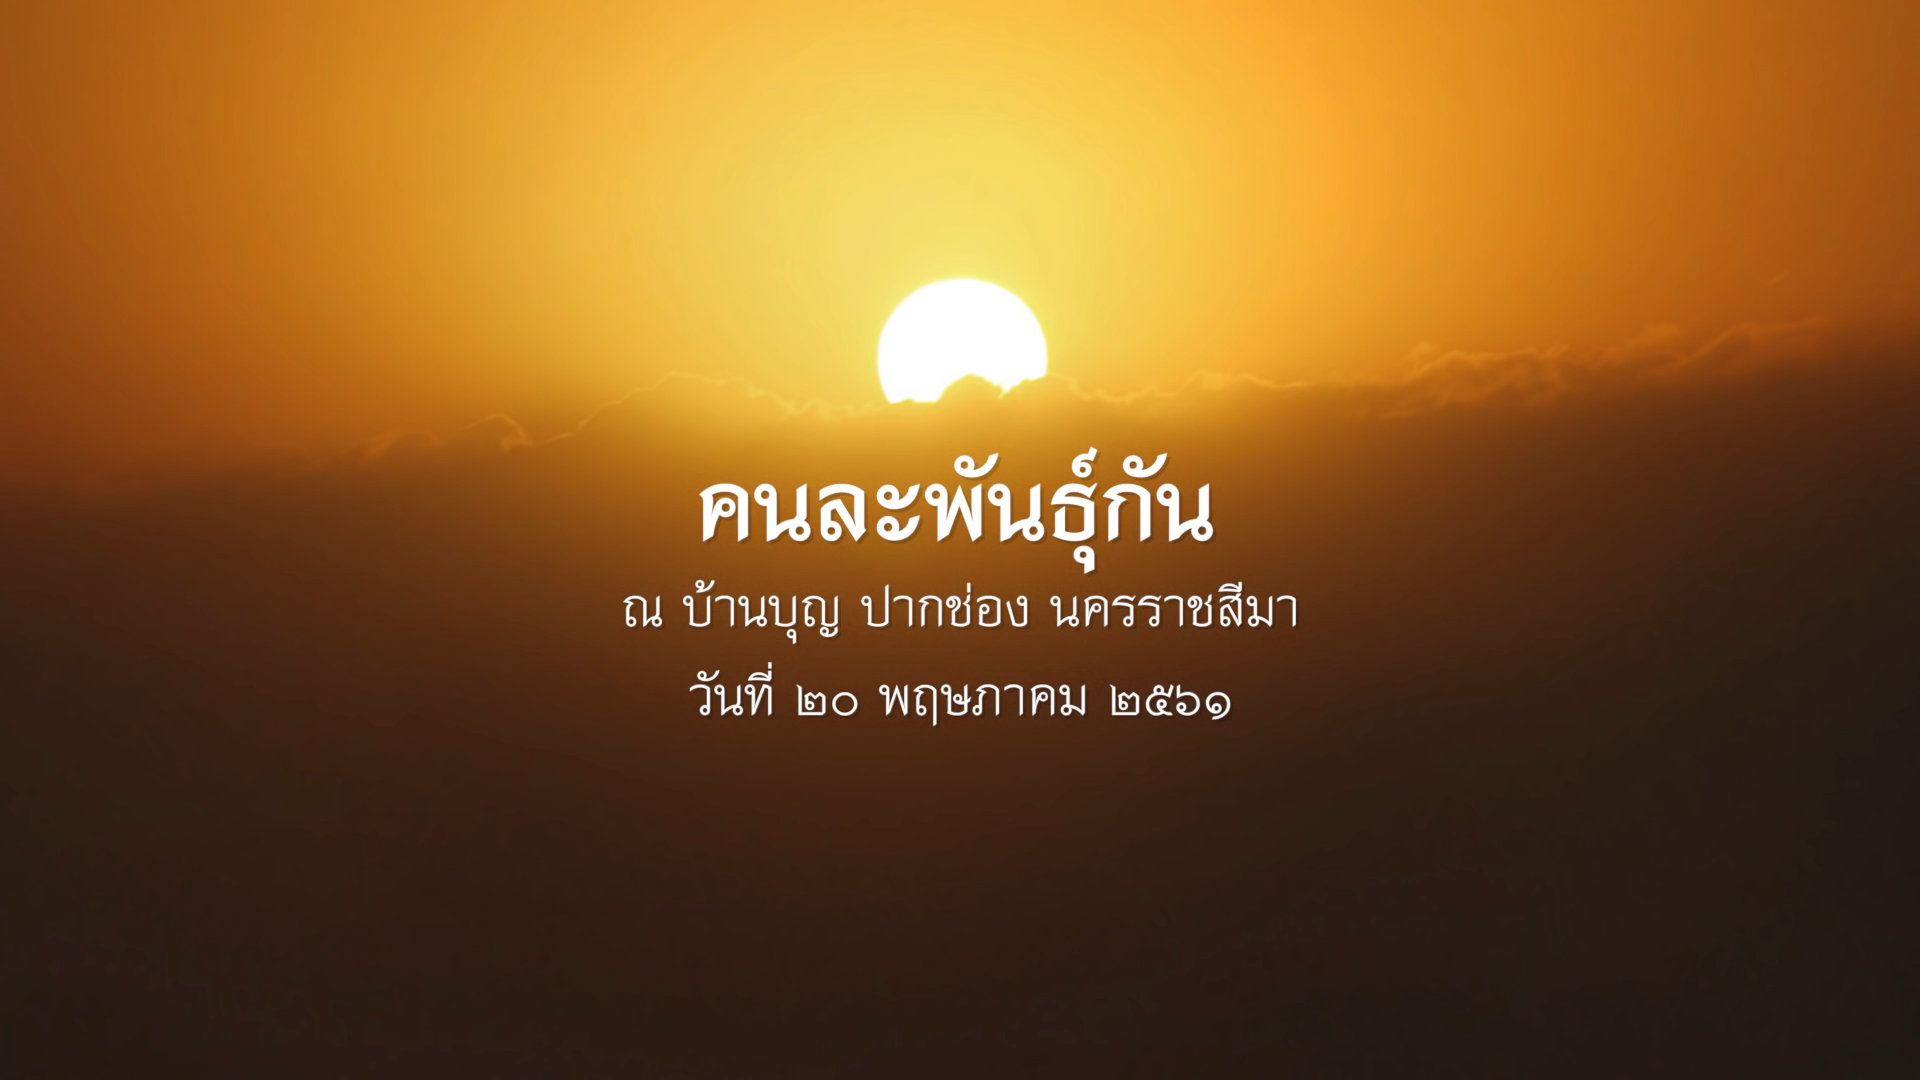 คนละพันธุ์กัน
ณ บ้านบุญ ปากช่อง นครราชสีมา
วันที่ ๒๐ พฤษภาคม ๒๕๖๑